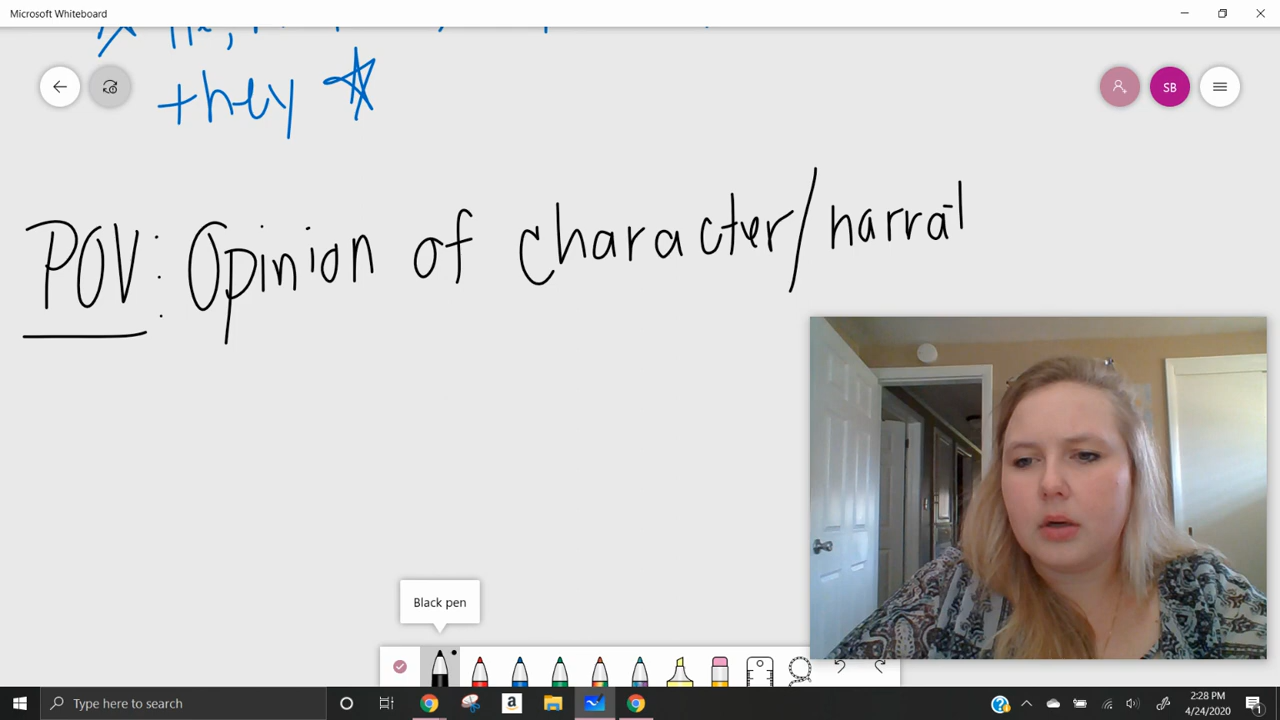 Microsoft Whiteboard
they
SB
POV: Opinion of character/narrat
Black pen
Type here to search
2:28 PM
4/24/2020